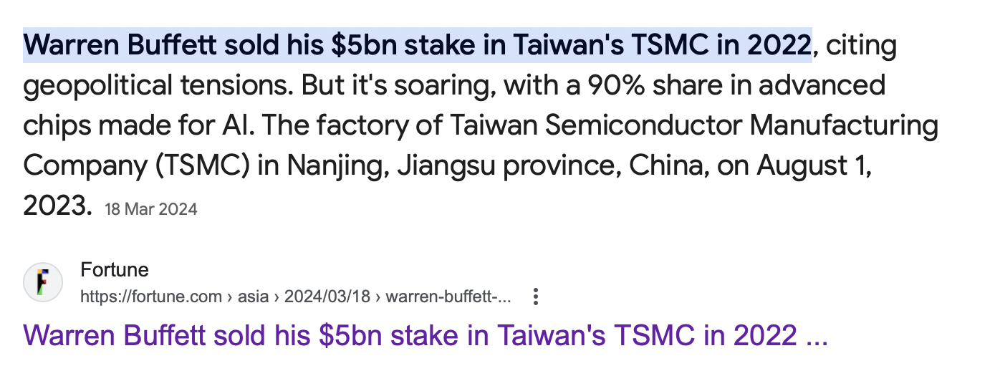 Warren Buffett sold his $5bn stake in Taiwan's TSMC in 2022, citing
geopolitical tensions. But it's soaring, with a 90% share in advanced
chips made for AI. The factory of Taiwan Semiconductor Manufacturing
Company (TSMC) in Nanjing, Jiangsu province, China, on August 1,
2023. 18 Mar 2024
F
Fortune
https://fortune.com › asia › 2024/03/18 › warren-buffett-...
Warren Buffett sold his $5bn stake in Taiwan's TSMC in 2022 ...